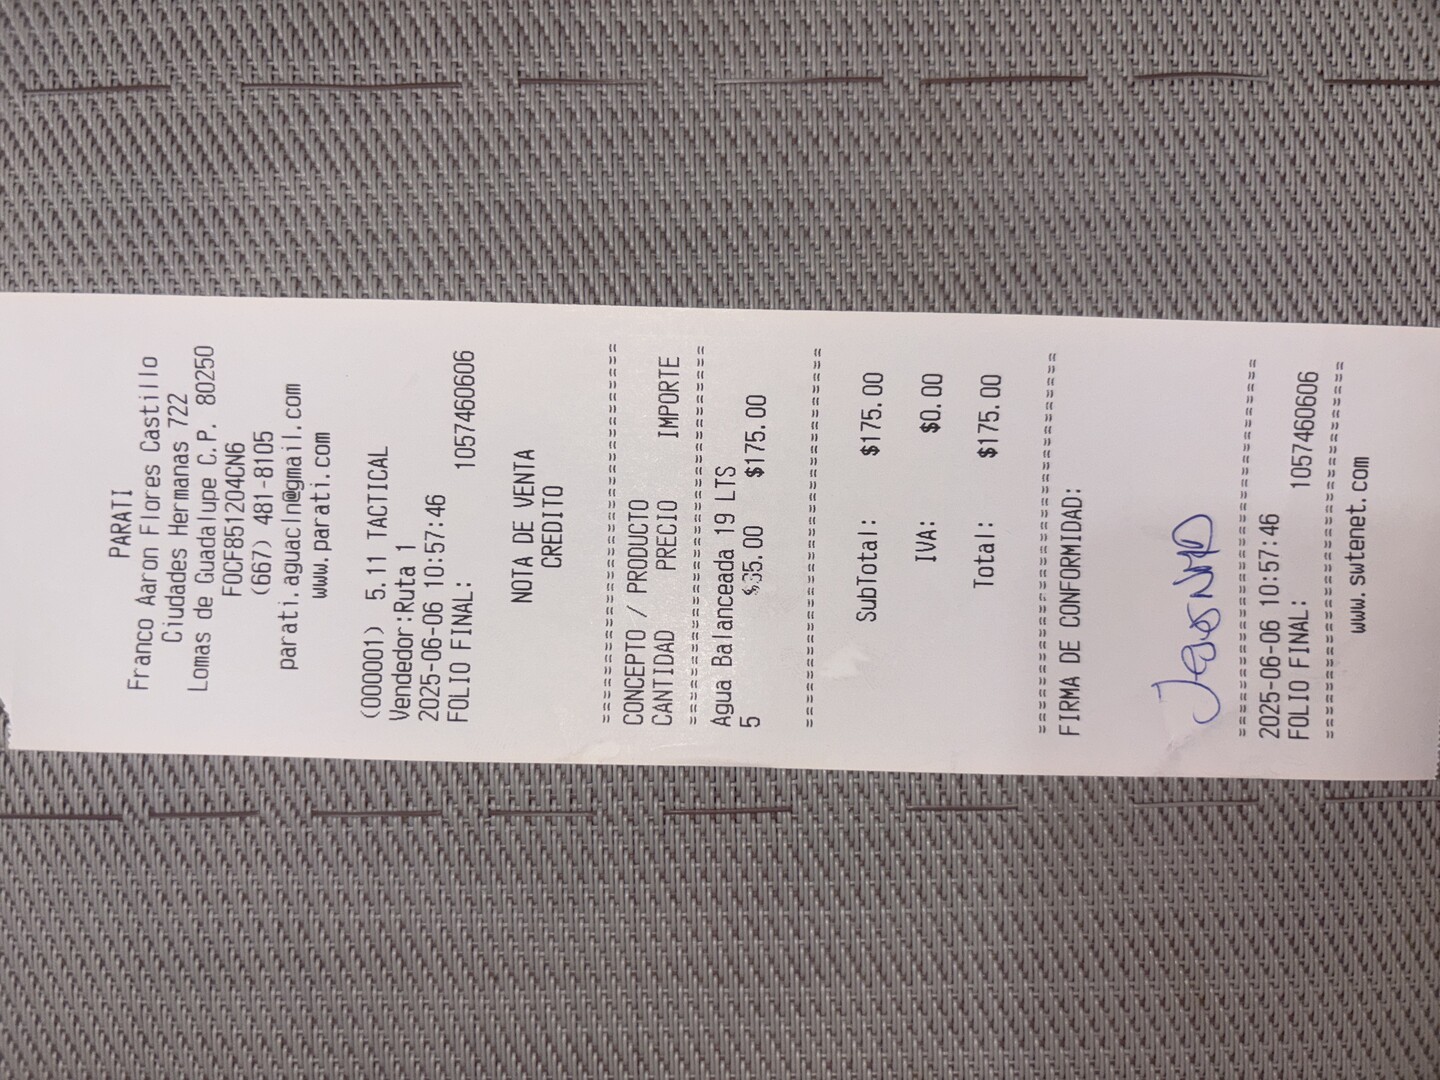 PARATI
Franco Aaron Flores Castillo
Ciudades Hermanas 722
Lomas de Guadalupe C.P. 80250
FOCF851204CN6
(667) 481-8105
parati.aguacln@gmail.com
www.parati.com
(000001) 5.11 TACTICAL
Vendedor:Ruta 1
2025-06-06 10:57:46
FOLIO FINAL: 1057460606
NOTA DE VENTA
CREDITO
================================
CONCEPTO / PRODUCTO
CANTIDAD PRECIO IMPORTE
================================
Agua Balanceada 19 LTS
5 $35.00 $175.00
================================
SubTotal: $175.00
IVA: $0.00
Total: $175.00
================================
FIRMA DE CONFORMIDAD:
================================
2025-06-06 10:57:46
FOLIO FINAL: 1057460606
================================
www.swtenet.com